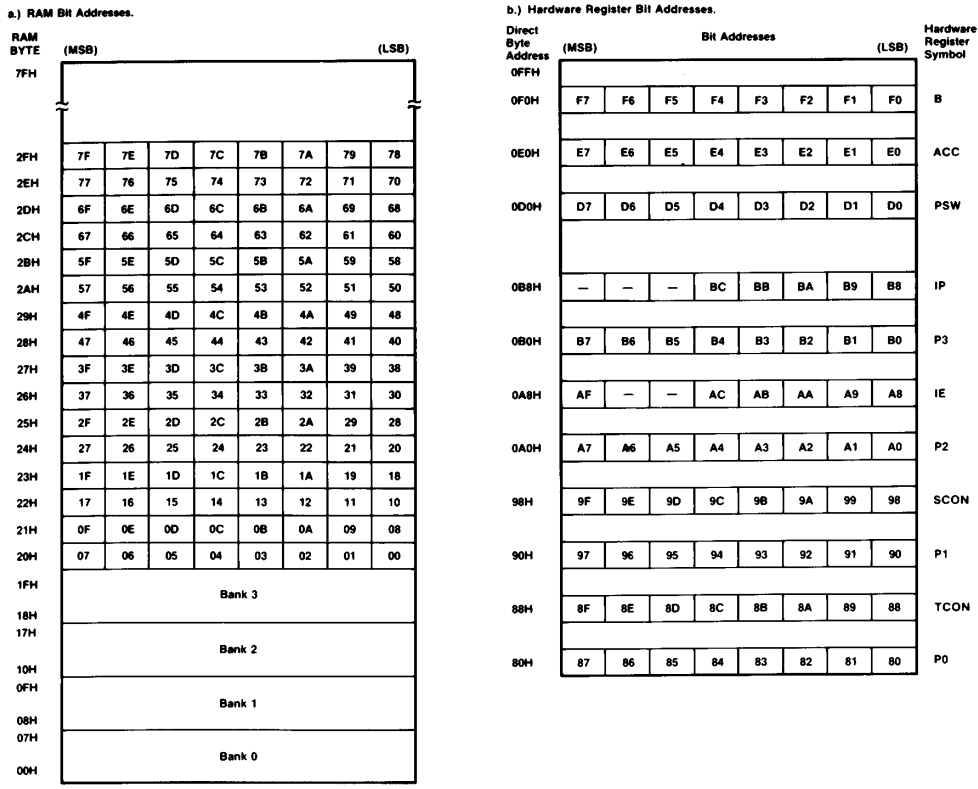 a.) RAM Bit Addresses.
RAM
BYTE (MSB) (LSB)
7FH
2FH 7F 7E 7D 7C 7B 7A 79 78
2EH 77 76 75 74 73 72 71 70
2DH 6F 6E 6D 6C 6B 6A 69 68
2CH 67 66 65 64 63 62 61 60
2BH 5F 5E 5D 5C 5B 5A 59 58
2AH 57 56 55 54 53 52 51 50
29H 4F 4E 4D 4C 4B 4A 49 48
28H 47 46 45 44 43 42 41 40
27H 3F 3E 3D 3C 3B 3A 39 38
26H 37 36 35 34 33 32 31 30
25H 2F 2E 2D 2C 2B 2A 29 28
24H 27 26 25 24 23 22 21 20
23H 1F 1E 1D 1C 1B 1A 19 18
22H 17 16 15 14 13 12 11 10
21H 0F 0E 0D 0C 0B 0A 09 08
20H 07 06 05 04 03 02 01 00
1FH
Bank 3
18H
17H
Bank 2
10H
0FH
Bank 1
08H
07H
Bank 0
00H
b.) Hardware Register Bit Addresses.
Direct
Byte
Address
(MSB) Bit Addresses (LSB)
Hardware
Register
Symbol
0FFH
0F0H F7 F6 F5 F4 F3 F2 F1 F0 B
0E0H E7 E6 E5 E4 E3 E2 E1 E0 ACC
0D0H D7 D6 D5 D4 D3 D2 D1 D0 PSW
0B8H — — — BC BB BA B9 B8 IP
0B0H B7 B6 B5 B4 B3 B2 B1 B0 P3
0A8H AF — — AC AB AA A9 A8 IE
0A0H A7 A6 A5 A4 A3 A2 A1 A0 P2
98H 9F 9E 9D 9C 9B 9A 99 98 SCON
90H 97 96 95 94 93 92 91 90 P1
88H 8F 8E 8D 8C 8B 8A 89 88 TCON
80H 87 86 85 84 83 82 81 80 P0